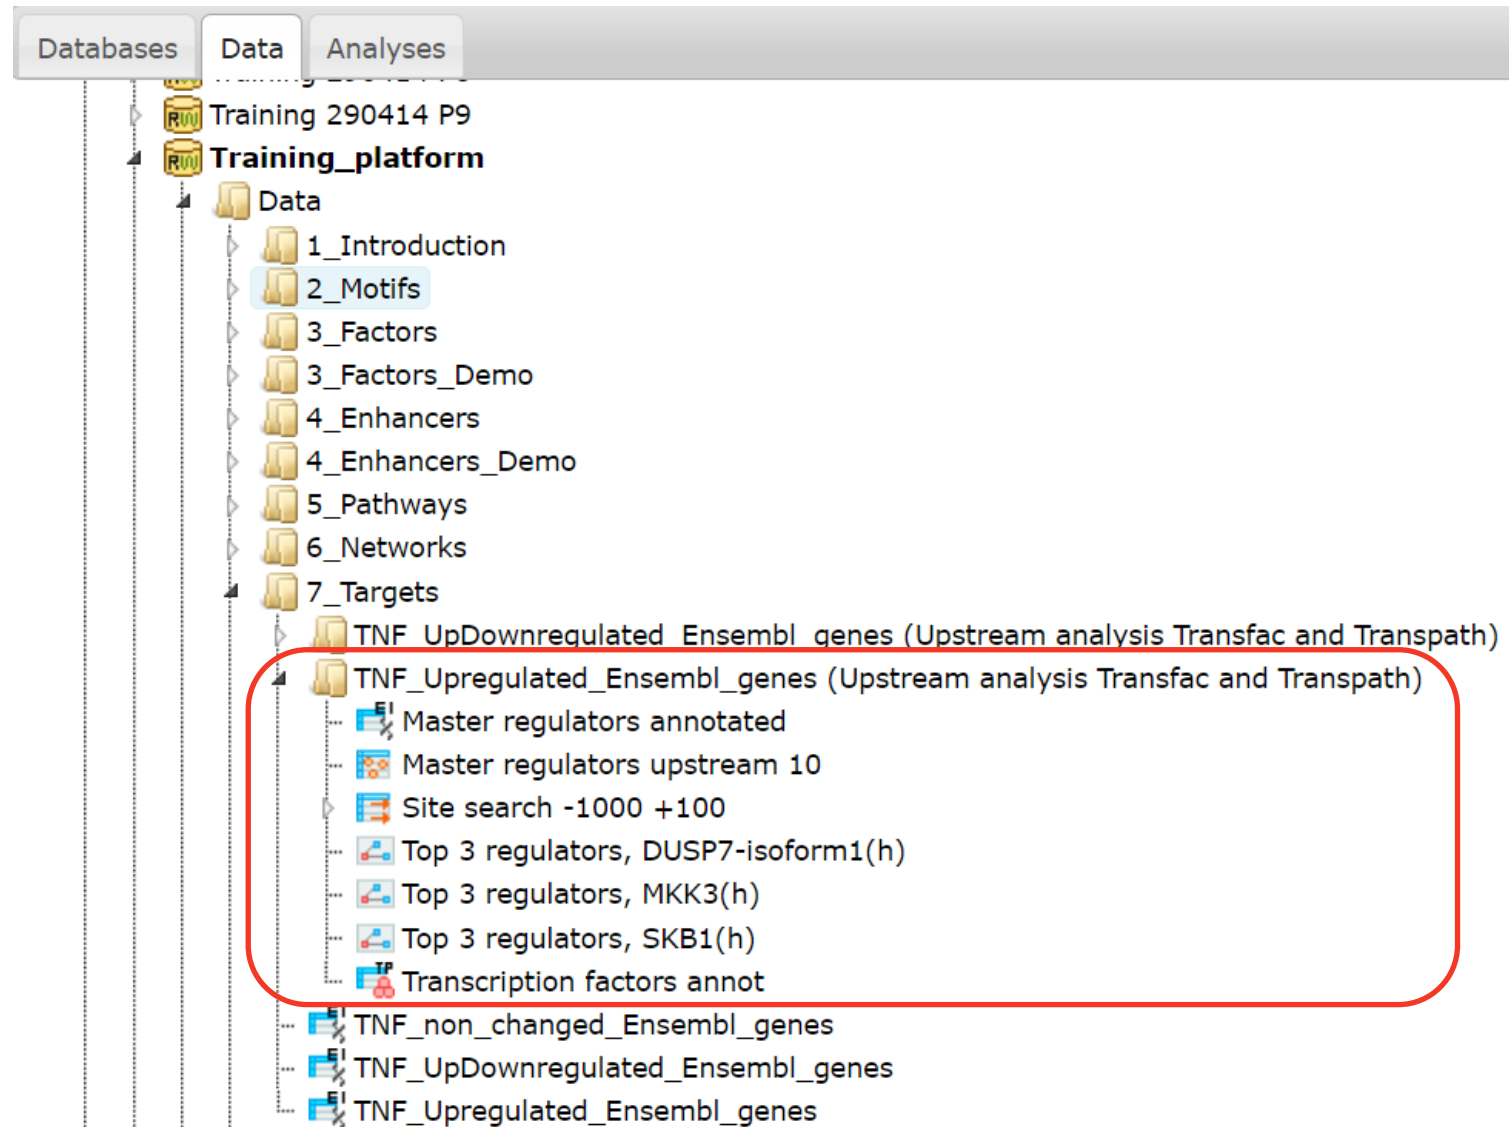 Databases Data Analyses
Training 290414 P9
Training_platform
Data
1_Introduction
2_Motifs
3_Factors
3_Factors_Demo
4_Enhancers
4_Enhancers_Demo
5_Pathways
6_Networks
7_Targets
TNF_UpDownregulated_Ensembl_genes (Upstream analysis Transfac and Transpath)
TNF_Upregulated_Ensembl_genes (Upstream analysis Transfac and Transpath)
Master regulators annotated
Master regulators upstream 10
Site search -1000 +100
Top 3 regulators, DUSP7-isoform1(h)
Top 3 regulators, MKK3(h)
Top 3 regulators, SKB1(h)
Transcription factors annot
TNF_non_changed_Ensembl_genes
TNF_UpDownregulated_Ensembl_genes
TNF_Upregulated_Ensembl_genes